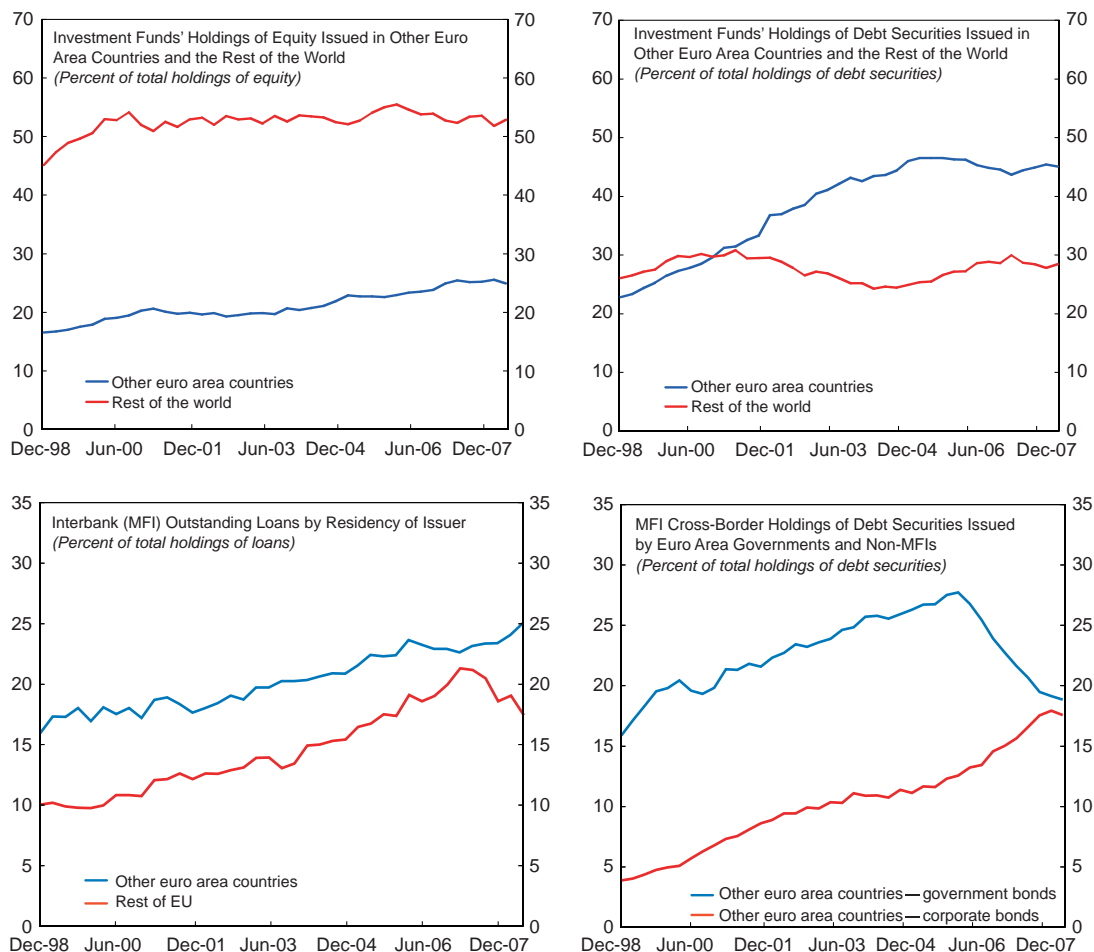 Investment Funds' Holdings of Equity Issued in Other Euro
Area Countries and the Rest of the World
(Percent of total holdings of equity)
70
60
50
40
30
20
10
0
70
60
50
40
30
20
10
0
Other euro area countries
Rest of the world
Dec-98 Jun-00 Dec-01 Jun-03 Dec-04 Jun-06 Dec-07
Investment Funds' Holdings of Debt Securities Issued in
Other Euro Area Countries and the Rest of the World
(Percent of total holdings of debt securities)
70
60
50
40
30
20
10
0
70
60
50
40
30
20
10
0
Other euro area countries
Rest of the world
Dec-98 Jun-00 Dec-01 Jun-03 Dec-04 Jun-06 Dec-07
Interbank (MFI) Outstanding Loans by Residency of Issuer
(Percent of total holdings of loans)
35
30
25
20
15
10
5
0
35
30
25
20
15
10
5
0
Other euro area countries
Rest of EU
Dec-98 Jun-00 Dec-01 Jun-03 Dec-04 Jun-06 Dec-07
MFI Cross-Border Holdings of Debt Securities Issued
by Euro Area Governments and Non-MFIs
(Percent of total holdings of debt securities)
35
30
25
20
15
10
5
0
35
30
25
20
15
10
5
0
Other euro area countries — government bonds
Other euro area countries — corporate bonds
Dec-98 Jun-00 Dec-01 Jun-03 Dec-04 Jun-06 Dec-07